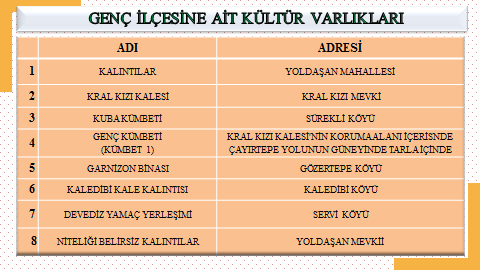 GENÇ İLÇESİNE AİT KÜLTÜR VARLIKLARI
ADI ADRESİ
1 KALINTILAR YOLDAŞAN MAHALLESİ
2 KRAL KIZI KALESİ KRAL KIZI MEVKİ
3 KUBA KÜMBETİ SÜREKLİ KÖYÜ
4 GENÇ KÜMBETİ (KÜMBET 1) KRAL KIZI KALESİ'NİN KORUMA ALANI İÇERİSNDE
ÇAYIRTEPE YOLUNUN GÜNEYİNDE TARLA İÇİNDE
5 GARNİZON BİNASI GÖZERTEPE KÖYÜ
6 KALEDİBİ KALE KALINTISI KALEDİBİ KÖYÜ
7 DEVEDİZ YAMAÇ YERLEŞİMİ SERVİ KÖYÜ
8 NİTELİĞİ BELİRSİZ KALINTILAR YOLDAŞAN MEVKİİ